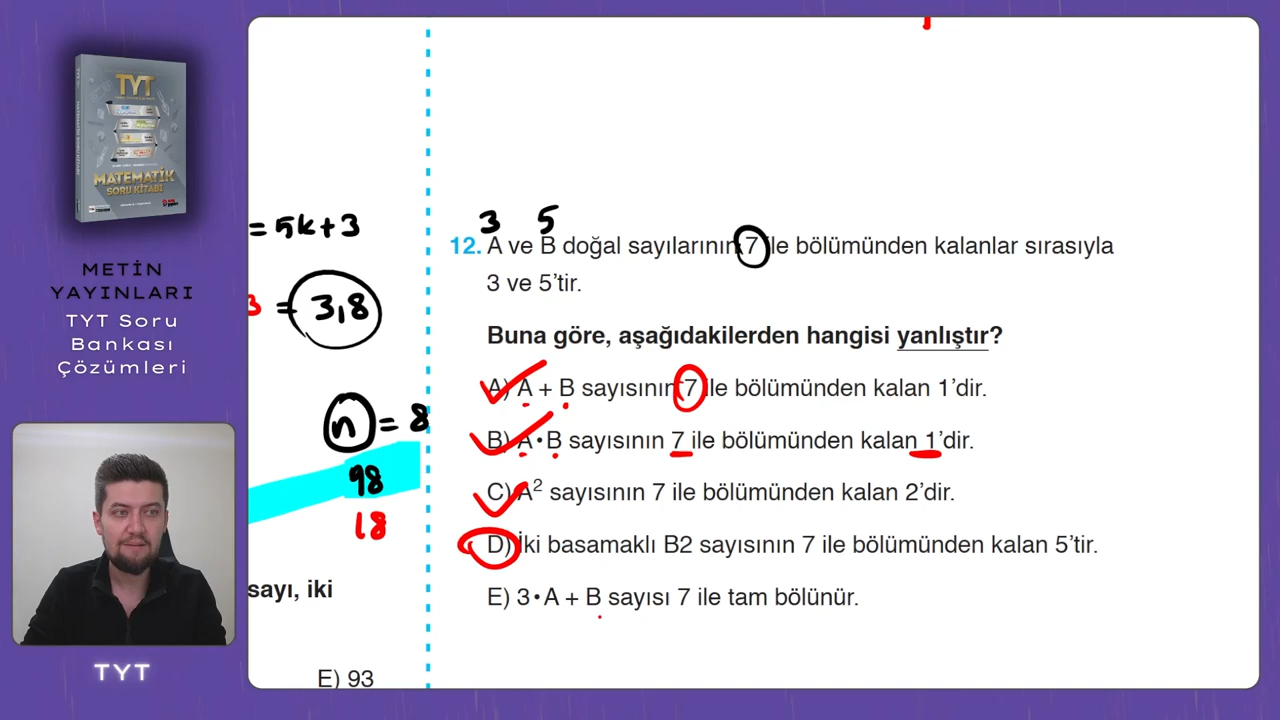 TYT
MATEMATİK
SORU KİTABI
METİN
YAYINLARI
TYT Soru
Bankası
Çözümleri
TYT
= 5k+3
3 = 3,8
n = 8
98
18
sayı, iki
E) 93
3 5
12. A ve B doğal sayılarının 7 ile bölümünden kalanlar sırasıyla
3 ve 5'tir.
Buna göre, aşağıdakilerden hangisi yanlıştır?
A) A + B sayısının 7 ile bölümünden kalan 1'dir.
B) A•B sayısının 7 ile bölümünden kalan 1'dir.
C) A² sayısının 7 ile bölümünden kalan 2'dir.
D) İki basamaklı B2 sayısının 7 ile bölümünden kalan 5'tir.
E) 3•A + B sayısı 7 ile tam bölünür.